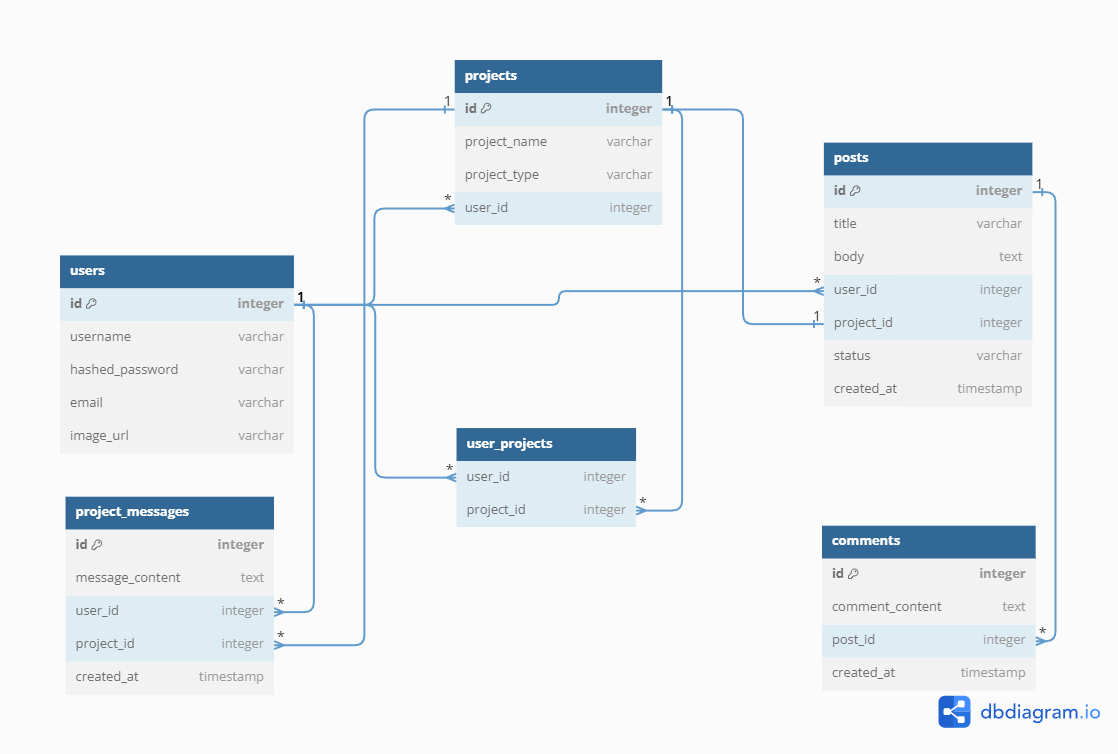 projects
1 id integer 1
project_name varchar
project_type varchar
* user_id integer
posts
id integer 1
title varchar
body text
* user_id integer
1 project_id integer
status varchar
created_at timestamp
users
id integer 1
username varchar
hashed_password varchar
email varchar
image_url varchar
user_projects
* user_id integer
project_id integer *
project_messages
id integer
message_content text
user_id integer *
project_id integer *
created_at timestamp
comments
id integer
comment_content text
post_id integer *
created_at timestamp
dbdiagram.io